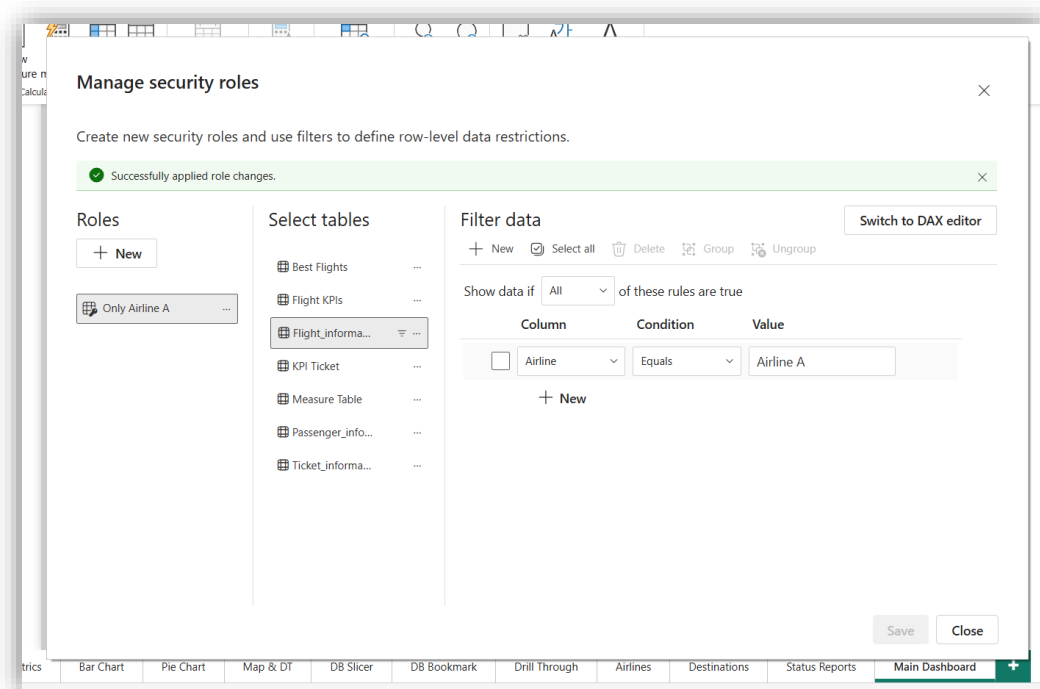 w
ure m
Calcula
Manage security roles
Create new security roles and use filters to define row-level data restrictions.
Successfully applied role changes.
Roles
New
Only Airline A
Select tables
Best Flights
Flight KPIs
Flight_informa...
KPI Ticket
Measure Table
Passenger_info...
Ticket_informa...
Filter data
Switch to DAX editor
New Select all Delete Group Ungroup
Show data if All of these rules are true
Column Condition Value
Airline Equals Airline A
New
Save Close
trics Bar Chart Pie Chart Map & DT DB Slicer DB Bookmark Drill Through Airlines Destinations Status Reports Main Dashboard +